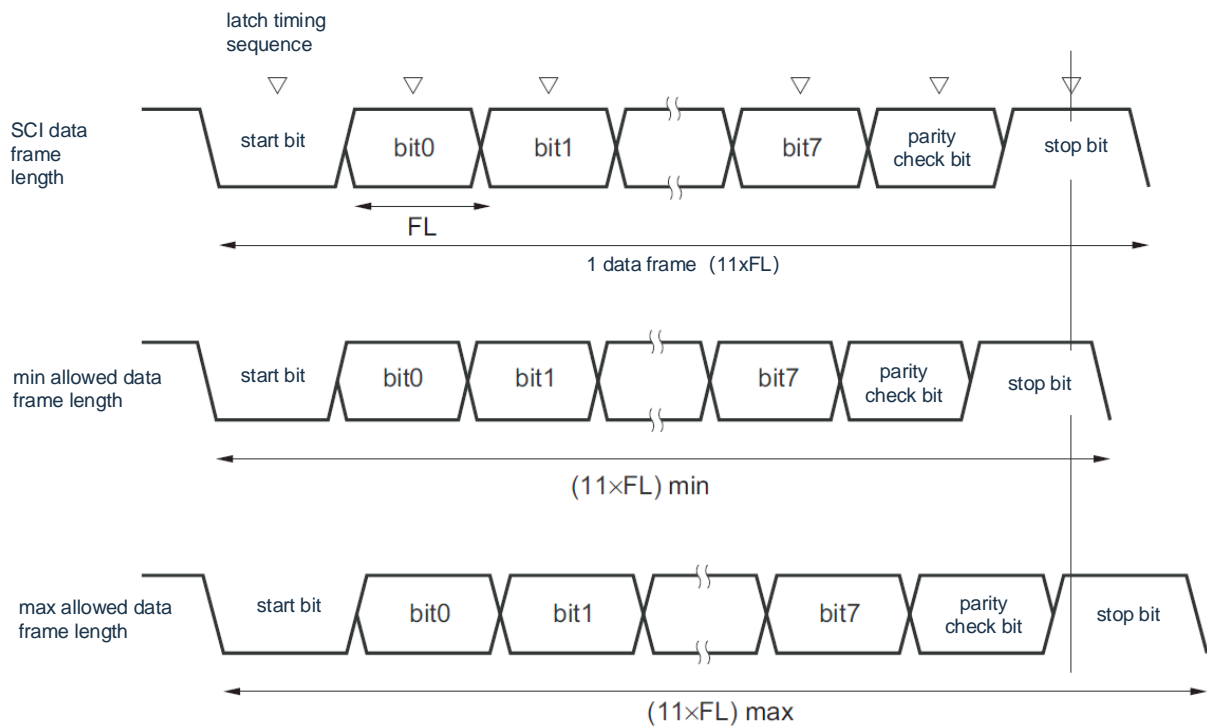 latch timing
sequence
SCI data
frame
length
start bit
bit0
bit1
bit7
parity
check bit
stop bit
FL
1 data frame (11xFL)
min allowed data
frame length
start bit
bit0
bit1
bit7
parity
check bit
stop bit
(11×FL) min
max allowed data
frame length
start bit
bit0
bit1
bit7
parity
check bit
stop bit
(11×FL) max